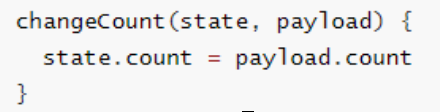 changeCount(state, payload) {
  state.count = payload.count
}